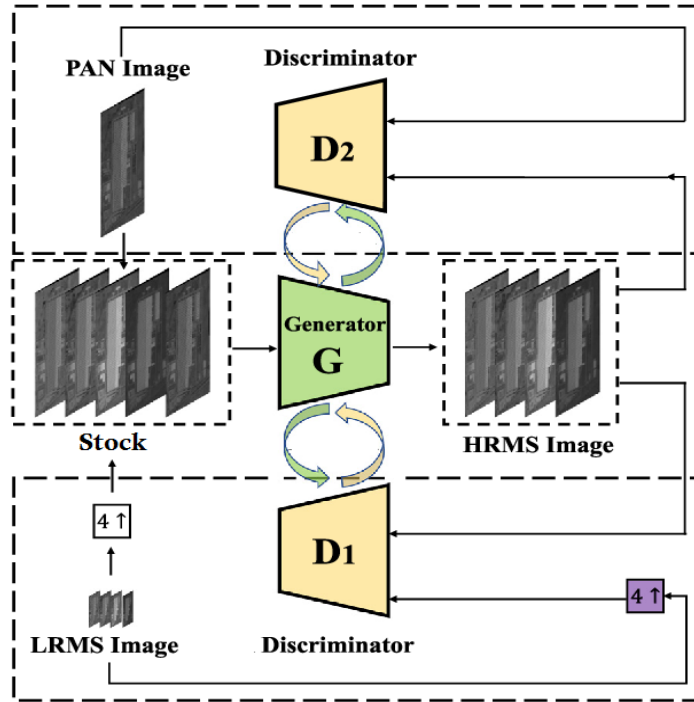 PAN Image
Discriminator
D2
Generator
G
Stock
HRMS Image
4 ↑
D1
4 ↑
LRMS Image
Discriminator